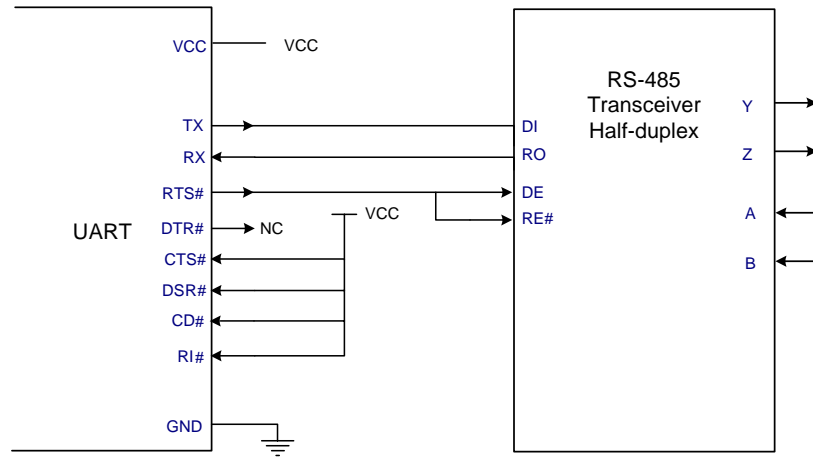 VCC
VCC
TX
RX
RTS#
DTR#
NC
VCC
UART
CTS#
DSR#
CD#
RI#
GND
RS-485
Transceiver
Half-duplex
DI
RO
DE
RE#
Y
Z
A
B